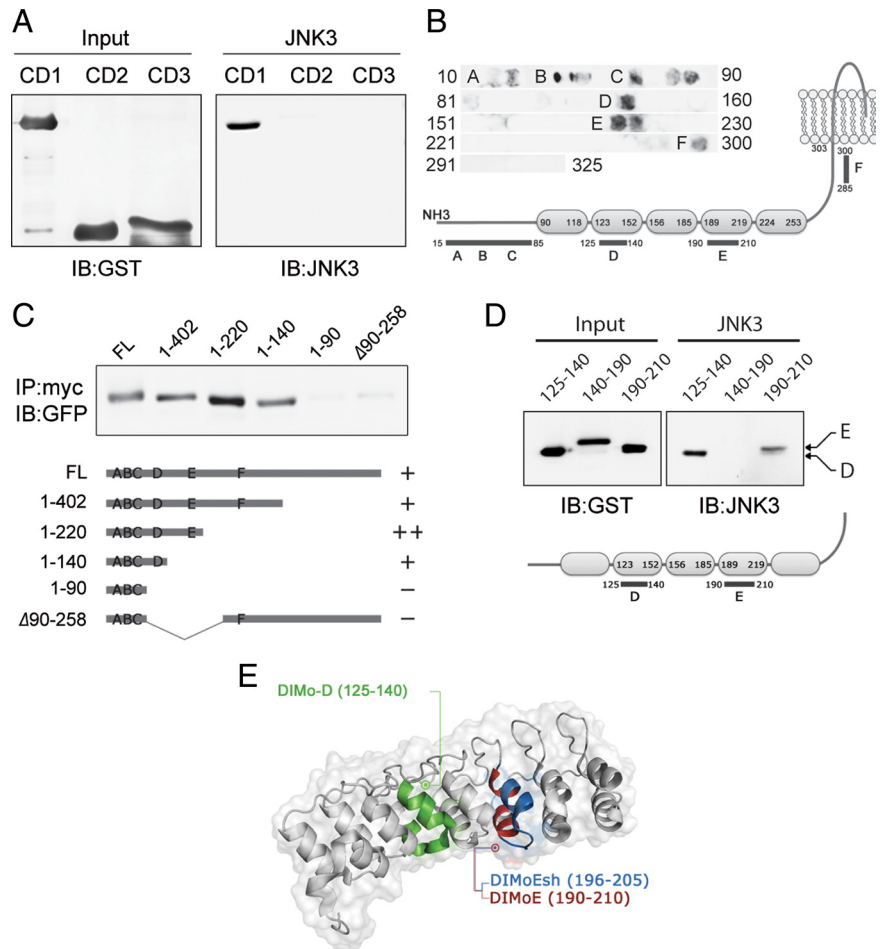 A
Input
JNK3
CD1 CD2 CD3
CD1 CD2 CD3
IB:GST
IB:JNK3
B
10 A B C 90
81 D 160
151 E 230
221 F 300
291 325
303
300
F
285
NH3
90 118 123 152 156 185 189 219 224 253
15 85 125 140 190 210
A B C D E
C
FL 1-402 1-220 1-140 1-90 Δ90-258
IP:myc
IB:GFP
FL ABC D E F +
1-402 ABC D E F +
1-220 ABC D E ++
1-140 ABC D +
1-90 ABC −
Δ90-258 ABC F −
D
Input
JNK3
125-140 140-190 190-210
125-140 140-190 190-210
E
D
IB:GST
IB:JNK3
123 152 156 185 189 219
125 140 190 210
D E
E
DIMo-D (125-140)
DIMoEsh (196-205)
DIMoE (190-210)